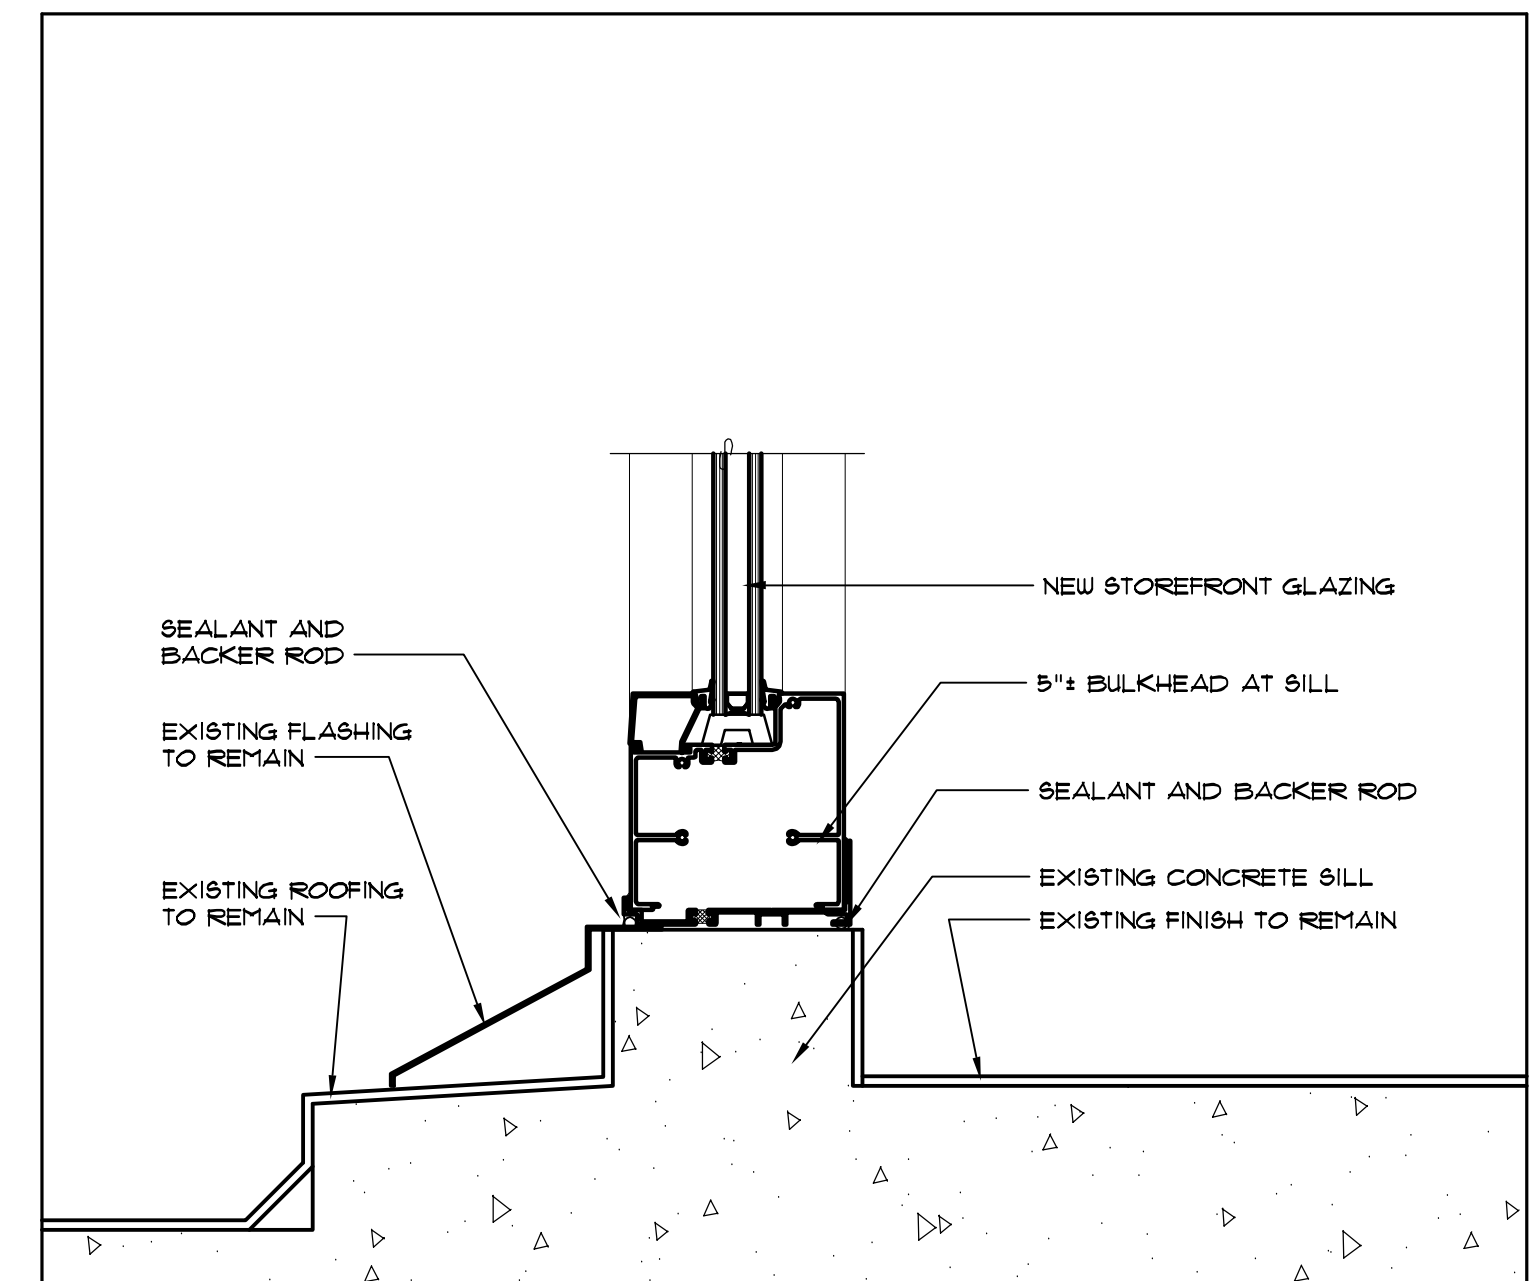 SEALANT AND
BACKER ROD
EXISTING FLASHING
TO REMAIN
EXISTING ROOFING
TO REMAIN
NEW STOREFRONT GLAZING
5"± BULKHEAD AT SILL
SEALANT AND BACKER ROD
EXISTING CONCRETE SILL
EXISTING FINISH TO REMAIN